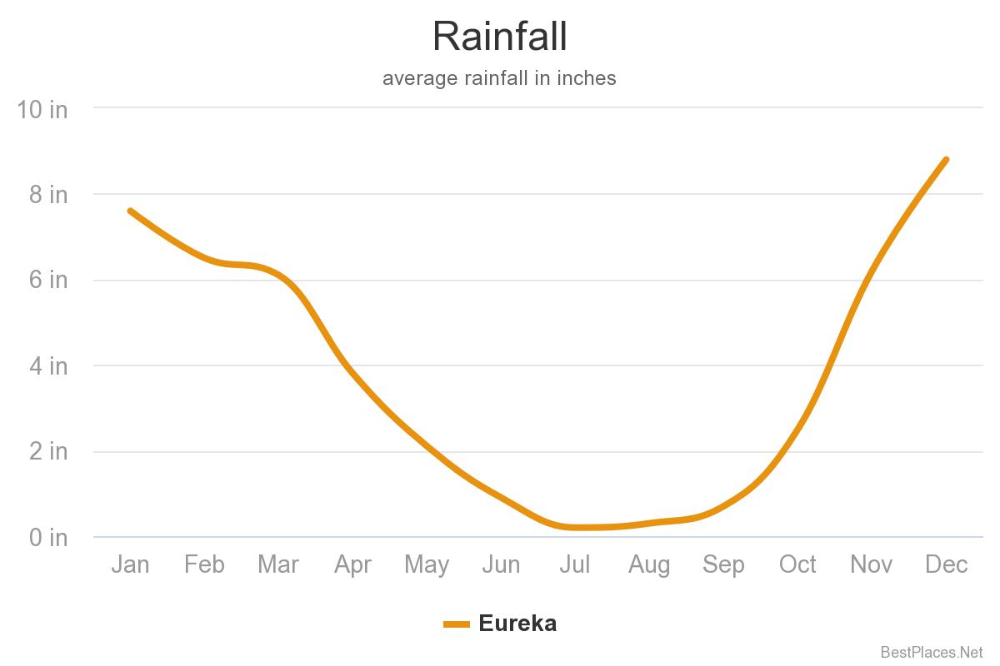 Rainfall
average rainfall in inches
10 in
8 in
6 in
4 in
2 in
0 in
Jan Feb Mar Apr May Jun Jul Aug Sep Oct Nov Dec
Eureka
BestPlaces.Net